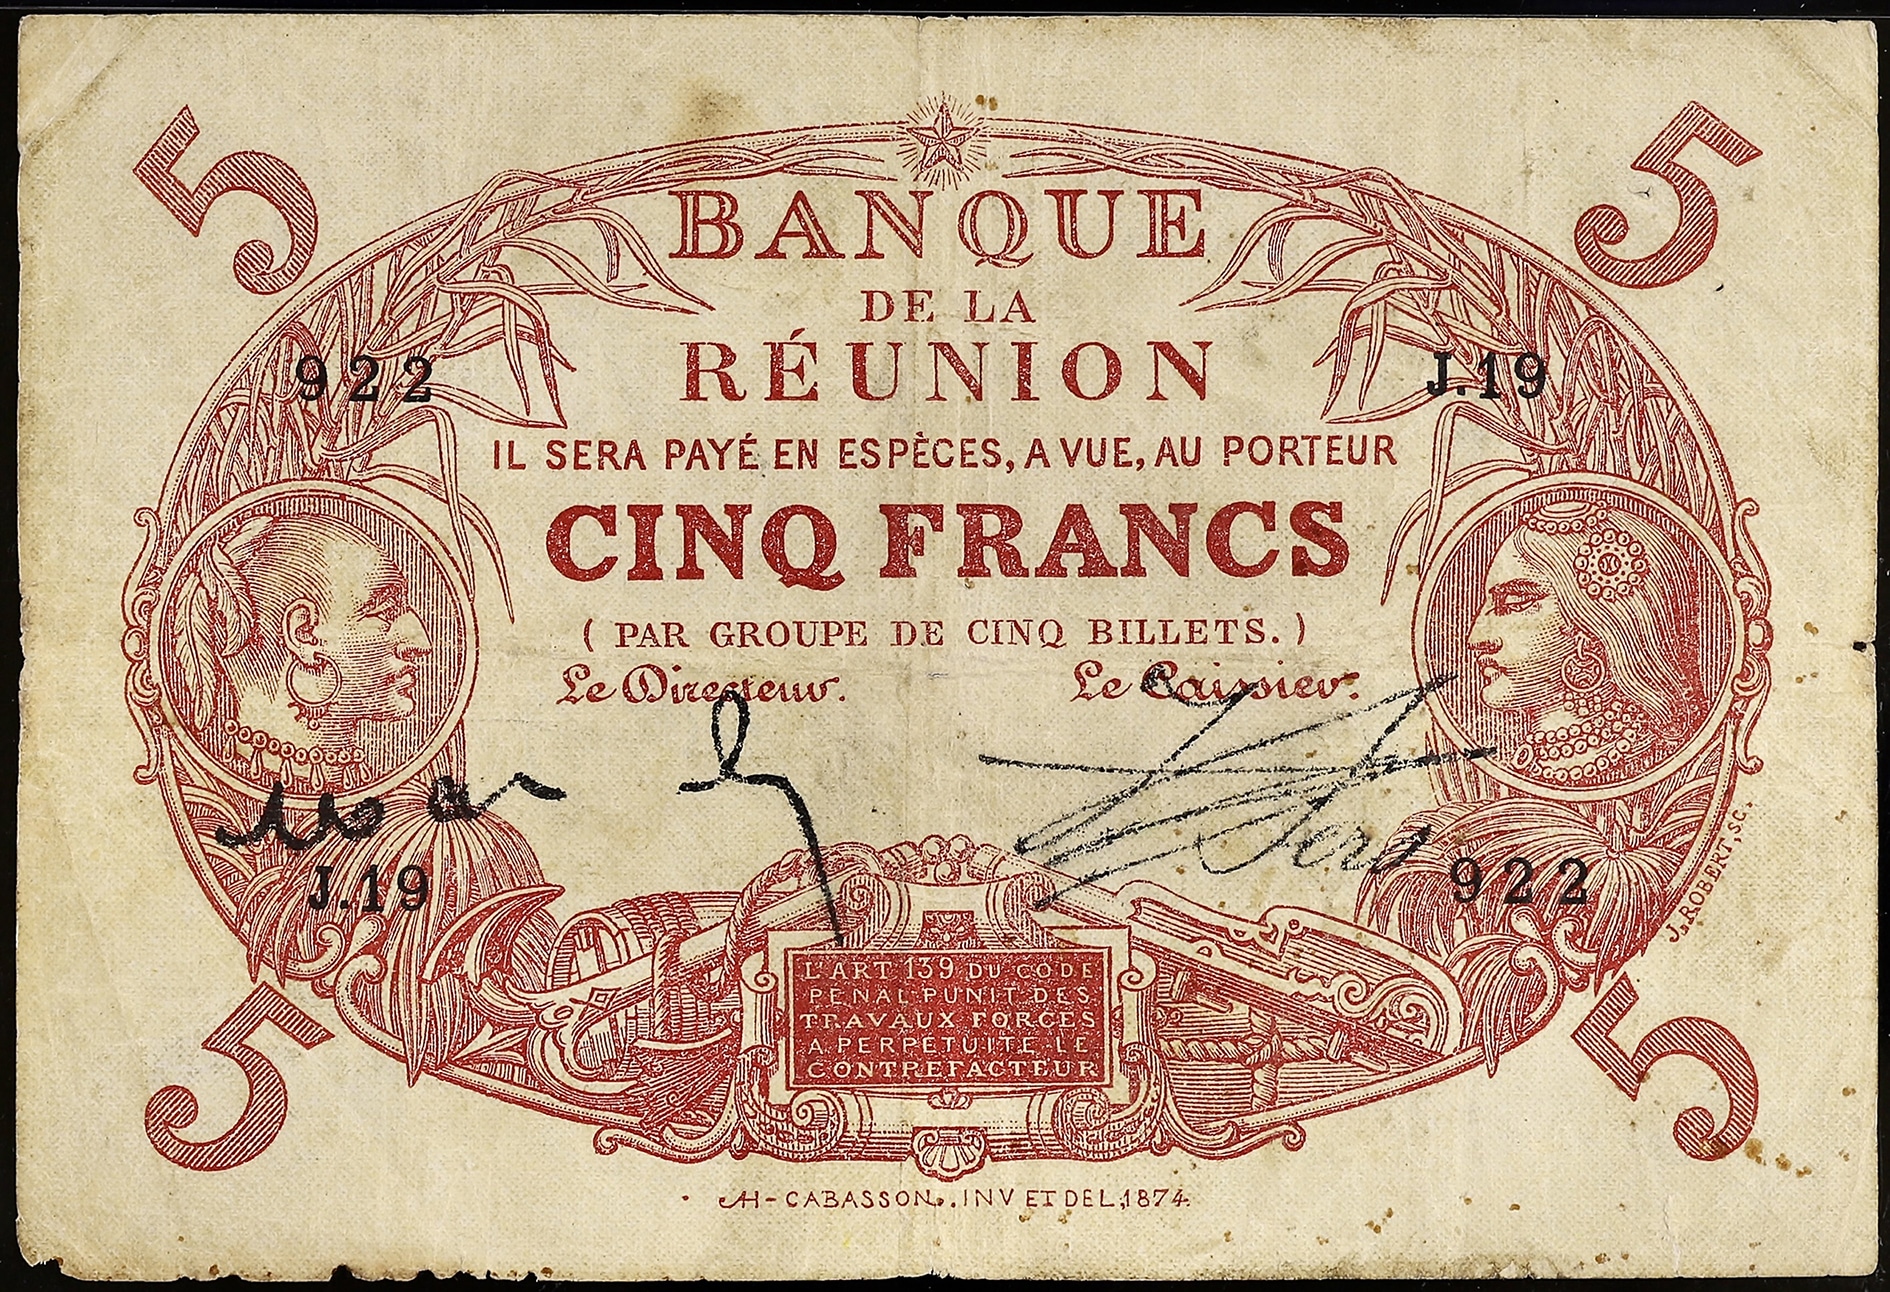 5 5
BANQUE
DE LA
RÉUNION
922 J.19
IL SERA PAYÉ EN ESPÈCES, A VUE, AU PORTEUR
CINQ FRANCS
( PAR GROUPE DE CINQ BILLETS. )
Le Directeur. Le Caissier.
J.19 922
J. ROBERT, SC.
L'ART 139 DU CODE
PENAL PUNIT DES
TRAVAUX FORCES
A PERPETUITE LE
CONTREFACTEUR
5 5
AH-CABASSON. INV ET DEL, 1874.